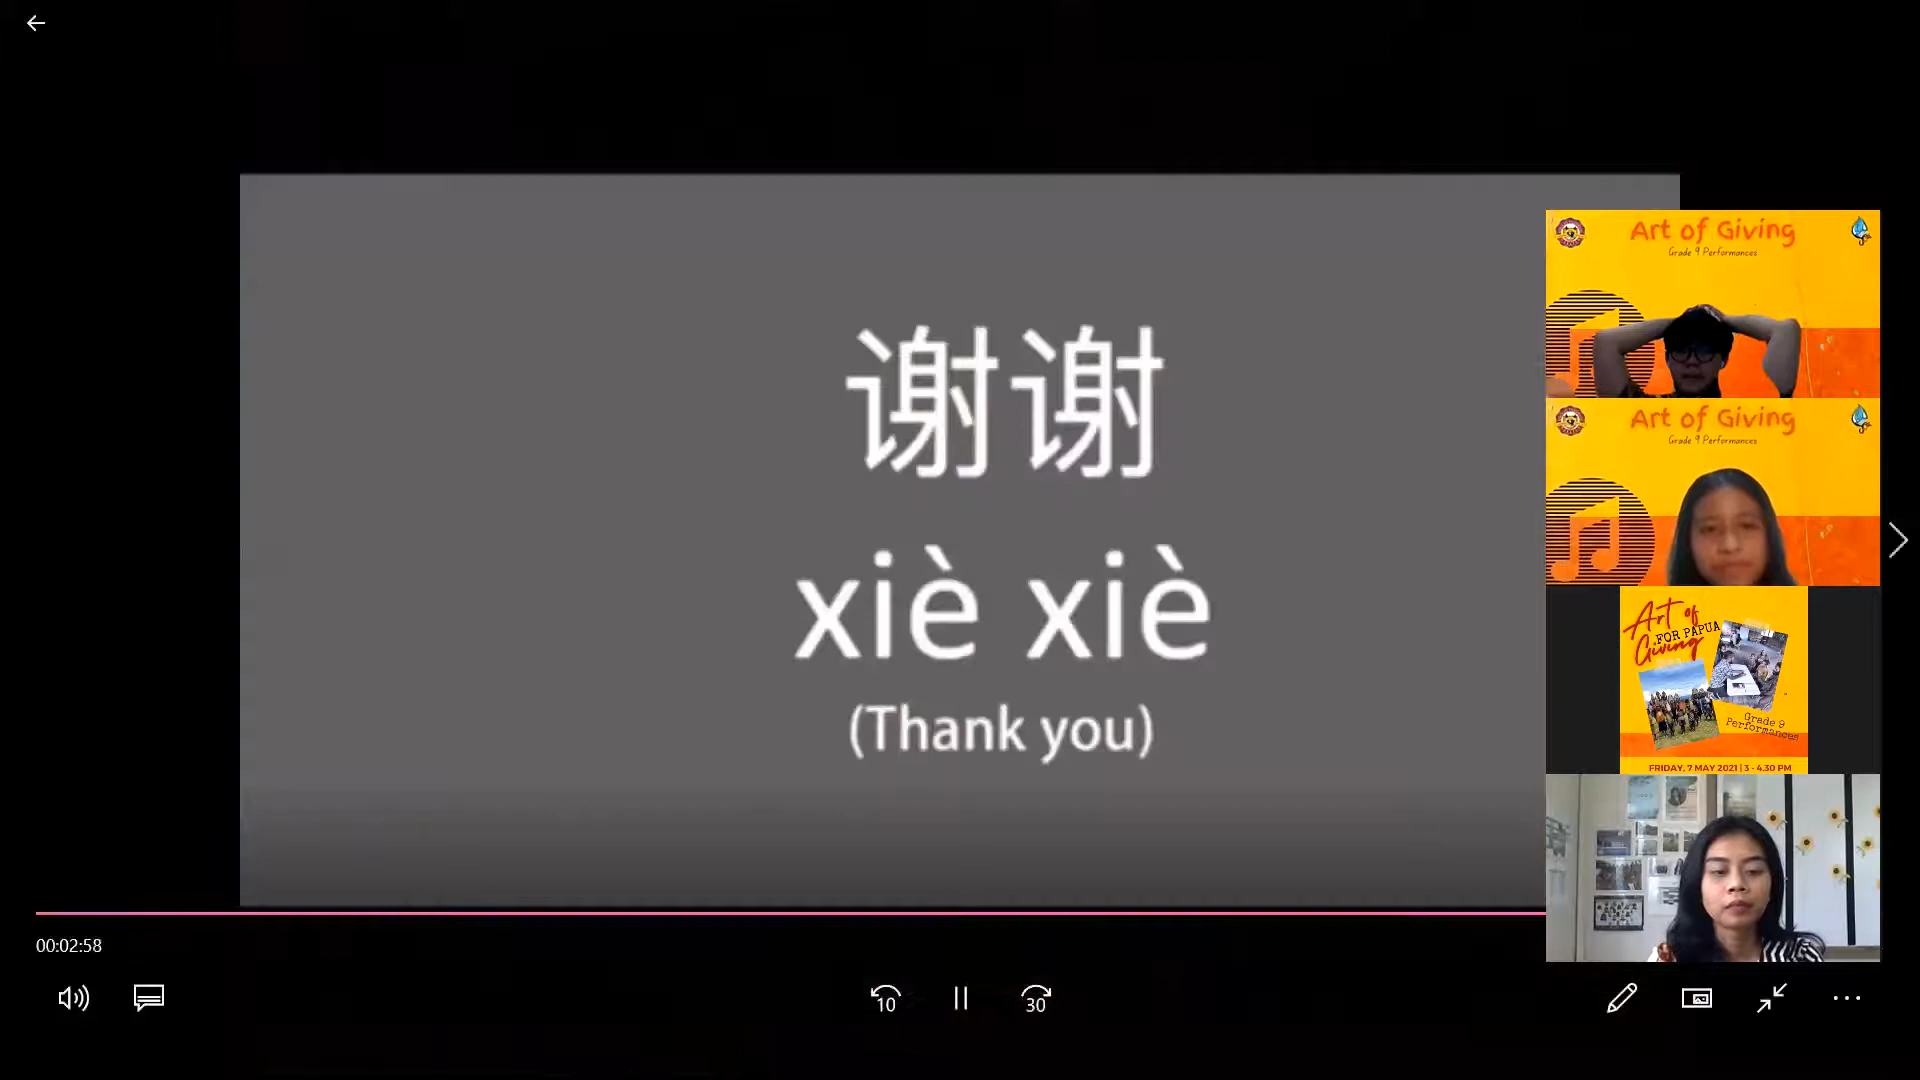 谢谢
xiè xiè
(Thank you)
Art of Giving
Grade 9 Performances
Art of Giving
Grade 9 Performances
Art of
FOR PAPUA
Giving
Grade 9
Performances
FRIDAY, 7 MAY 2021 | 3 - 4.30 PM
00:02:58
10
30